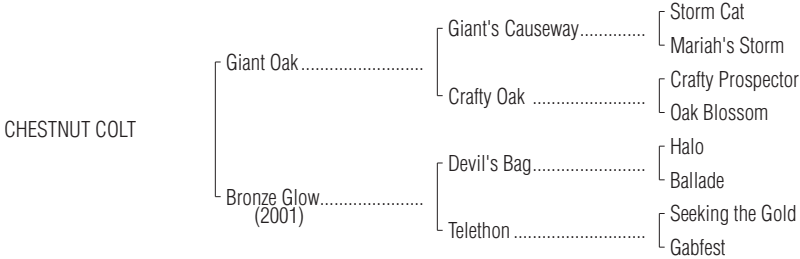 Storm Cat
Giant's Causeway..............
Mariah's Storm
Giant Oak..........................
Crafty Prospector
Crafty Oak ........................
Oak Blossom
CHESTNUT COLT
Halo
Devil's Bag........................
Ballade
Bronze Glow......................
(2001)
Seeking the Gold
Telethon ............................
Gabfest